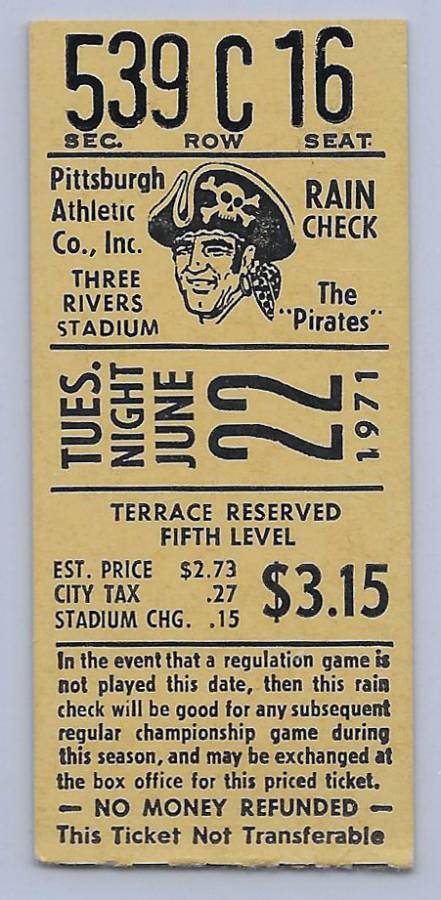 539 C 16
SEC. ROW SEAT
Pittsburgh
Athletic
Co., Inc.
THREE
RIVERS
STADIUM
RAIN
CHECK
The
"Pirates"
TUES.
NIGHT
JUNE
22
1971
TERRACE RESERVED
FIFTH LEVEL
EST. PRICE $2.73
CITY TAX .27
STADIUM CHG. .15
$3.15
In the event that a regulation game is
not played this date, then this rain
check will be good for any subsequent
regular championship game during
this season, and may be exchanged at
the box office for this priced ticket.
— NO MONEY REFUNDED —
This Ticket Not Transferable